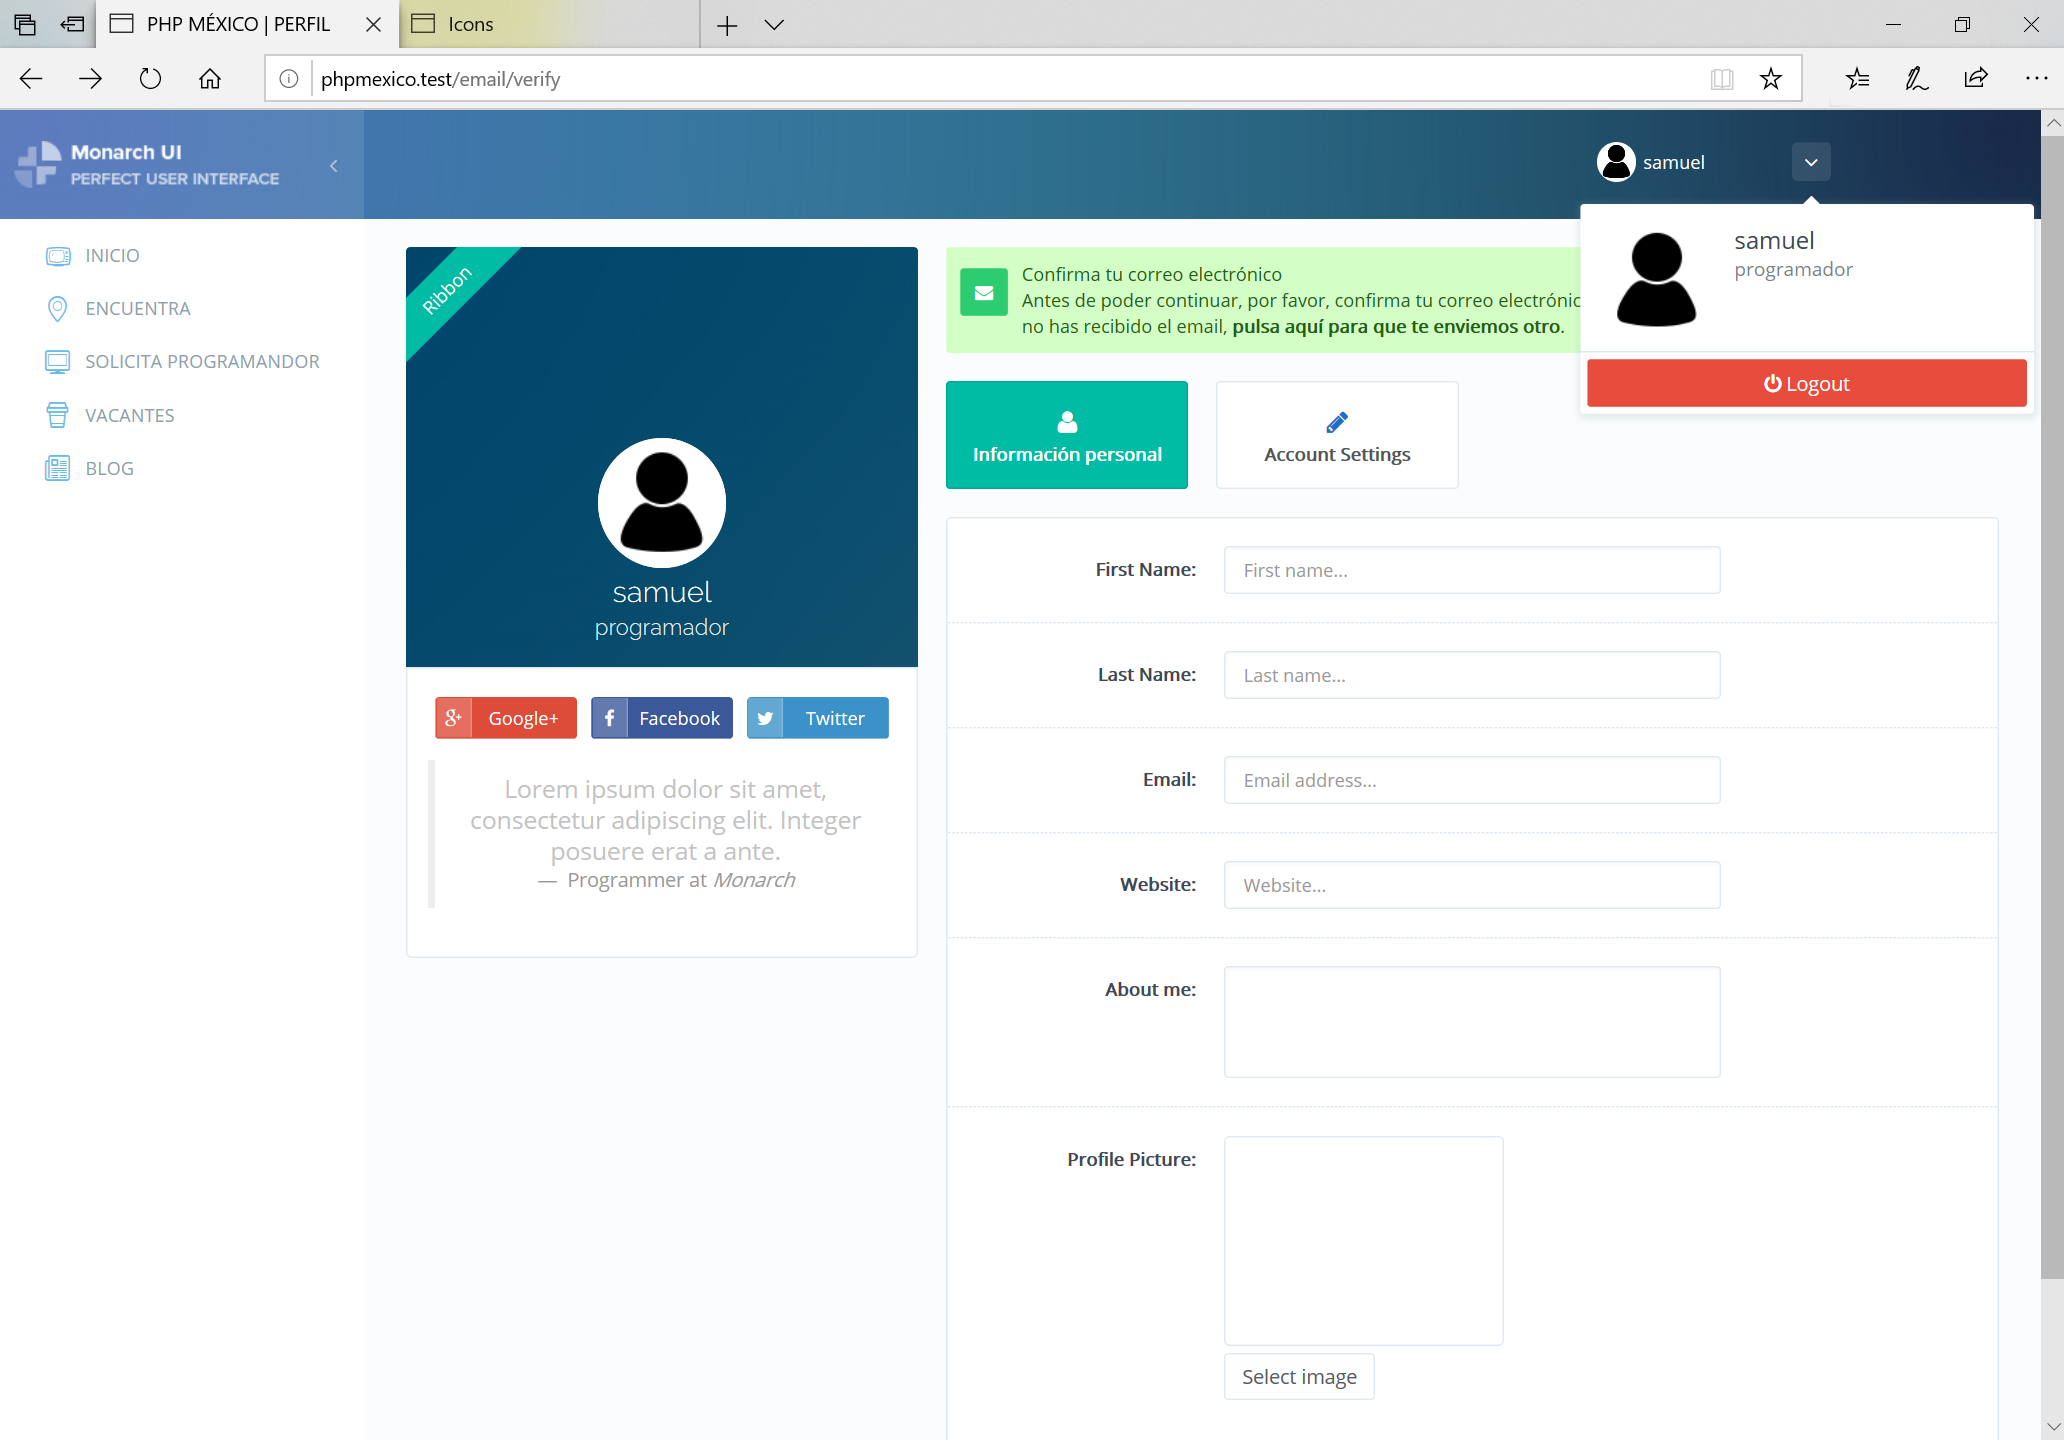 PHP MÉXICO | PERFIL
Icons
phpmexico.test/email/verify
Monarch UI
PERFECT USER INTERFACE
samuel
samuel
programador
Logout
INICIO
ENCUENTRA
SOLICITA PROGRAMANDOR
VACANTES
BLOG
Ribbon
samuel
programador
Google+
Facebook
Twitter
Lorem ipsum dolor sit amet,
consectetur adipiscing elit. Integer
posuere erat a ante.
— Programmer at Monarch
Confirma tu correo electrónico
Antes de poder continuar, por favor, confirma tu correo electrónic
no has recibido el email, pulsa aquí para que te enviemos otro.
Información personal
Account Settings
First Name:
First name...
Last Name:
Last name...
Email:
Email address...
Website:
Website...
About me:
Profile Picture:
Select image